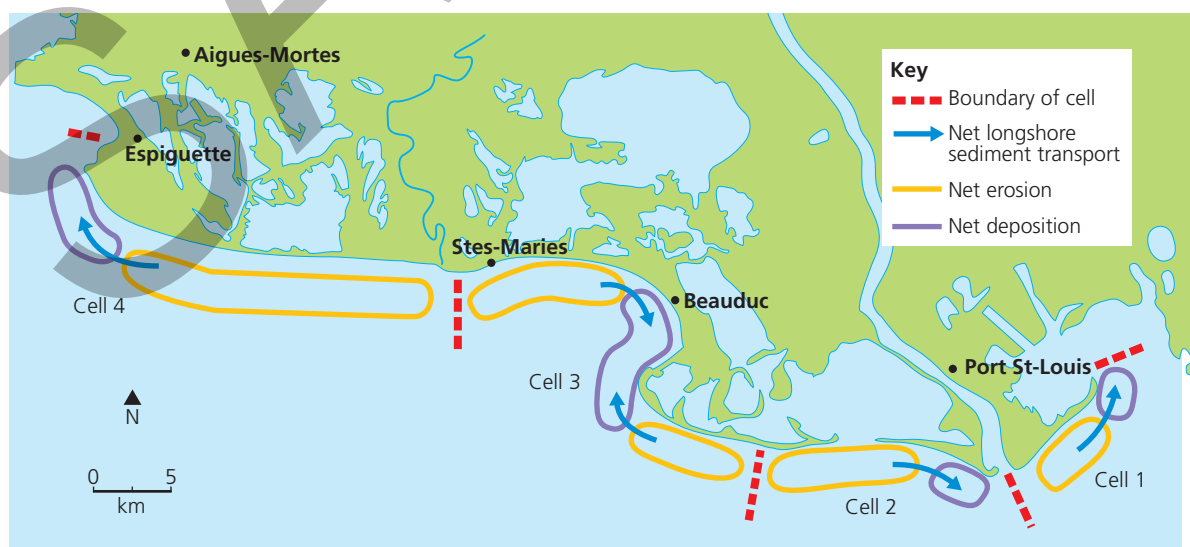 Aigues-Mortes
Espiguette
Stes-Maries
Beauduc
Port St-Louis
Cell 4
Cell 3
Cell 2
Cell 1
N
0 5
km
Key
Boundary of cell
Net longshore
sediment transport
Net erosion
Net deposition